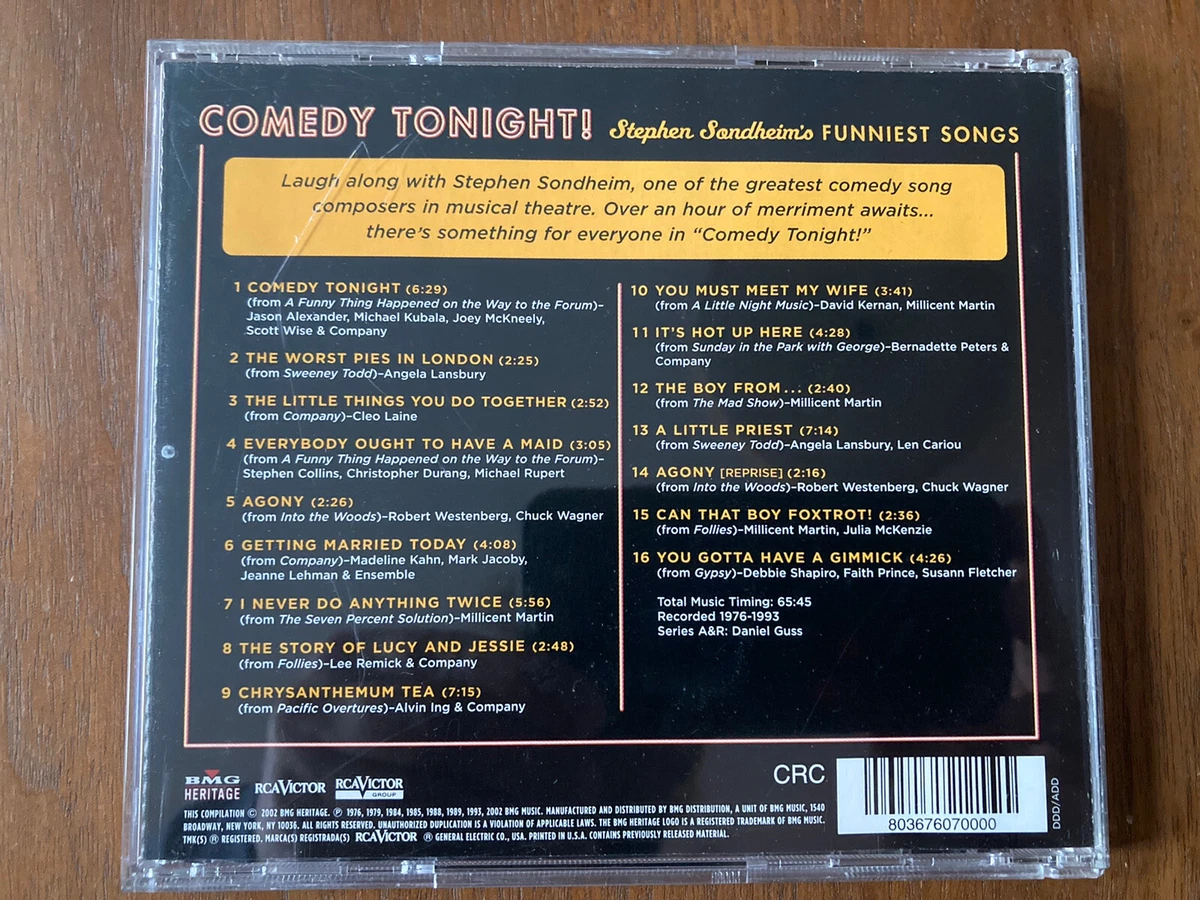 COMEDY TONIGHT! Stephen Sondheim's FUNNIEST SONGS
Laugh along with Stephen Sondheim, one of the greatest comedy song
composers in musical theatre. Over an hour of merriment awaits...
there's something for everyone in “Comedy Tonight!”
1 COMEDY TONIGHT (6:29)
(from A Funny Thing Happened on the Way to the Forum)–
Jason Alexander, Michael Kubala, Joey McKneely,
Scott Wise & Company
2 THE WORST PIES IN LONDON (2:25)
(from Sweeney Todd)–Angela Lansbury
3 THE LITTLE THINGS YOU DO TOGETHER (2:52)
(from Company)–Cleo Laine
4 EVERYBODY OUGHT TO HAVE A MAID (3:05)
(from A Funny Thing Happened on the Way to the Forum)–
Stephen Collins, Christopher Durang, Michael Rupert
5 AGONY (2:26)
(from Into the Woods)–Robert Westenberg, Chuck Wagner
6 GETTING MARRIED TODAY (4:08)
(from Company)–Madeline Kahn, Mark Jacoby,
Jeanne Lehman & Ensemble
7 I NEVER DO ANYTHING TWICE (5:56)
(from The Seven Percent Solution)–Millicent Martin
8 THE STORY OF LUCY AND JESSIE (2:48)
(from Follies)–Lee Remick & Company
9 CHRYSANTHEMUM TEA (7:15)
(from Pacific Overtures)–Alvin Ing & Company
10 YOU MUST MEET MY WIFE (3:41)
(from A Little Night Music)–David Kernan, Millicent Martin
11 IT'S HOT UP HERE (4:28)
(from Sunday in the Park with George)–Bernadette Peters &
Company
12 THE BOY FROM... (2:40)
(from The Mad Show)–Millicent Martin
13 A LITTLE PRIEST (7:14)
(from Sweeney Todd)–Angela Lansbury, Len Cariou
14 AGONY [REPRISE] (2:16)
(from Into the Woods)–Robert Westenberg, Chuck Wagner
15 CAN THAT BOY FOXTROT! (2:36)
(from Follies)–Millicent Martin, Julia McKenzie
16 YOU GOTTA HAVE A GIMMICK (4:26)
(from Gypsy)–Debbie Shapiro, Faith Prince, Susann Fletcher
Total Music Timing: 65:45
Recorded 1976-1993
Series A&R: Daniel Guss
BMG
HERITAGE
RCA VICTOR
RCA VICTOR
GROUP
CRC
803676070000
DDD/ADD
THIS COMPILATION © 2002 BMG HERITAGE. ℗ 1976, 1979, 1984, 1985, 1988, 1989, 1993, 2002 BMG MUSIC. MANUFACTURED AND DISTRIBUTED BY BMG DISTRIBUTION, A UNIT OF BMG MUSIC, 1540
BROADWAY, NEW YORK, NY 10036. ALL RIGHTS RESERVED. UNAUTHORIZED DUPLICATION IS A VIOLATION OF APPLICABLE LAWS. THE BMG HERITAGE LOGO IS A REGISTERED TRADEMARK OF BMG MUSIC.
TMK(S) ® REGISTERED. MARCA(S) REGISTRADA(S) RCA VICTOR ® GENERAL ELECTRIC CO., USA. PRINTED IN U.S.A. CONTAINS PREVIOUSLY RELEASED MATERIAL.